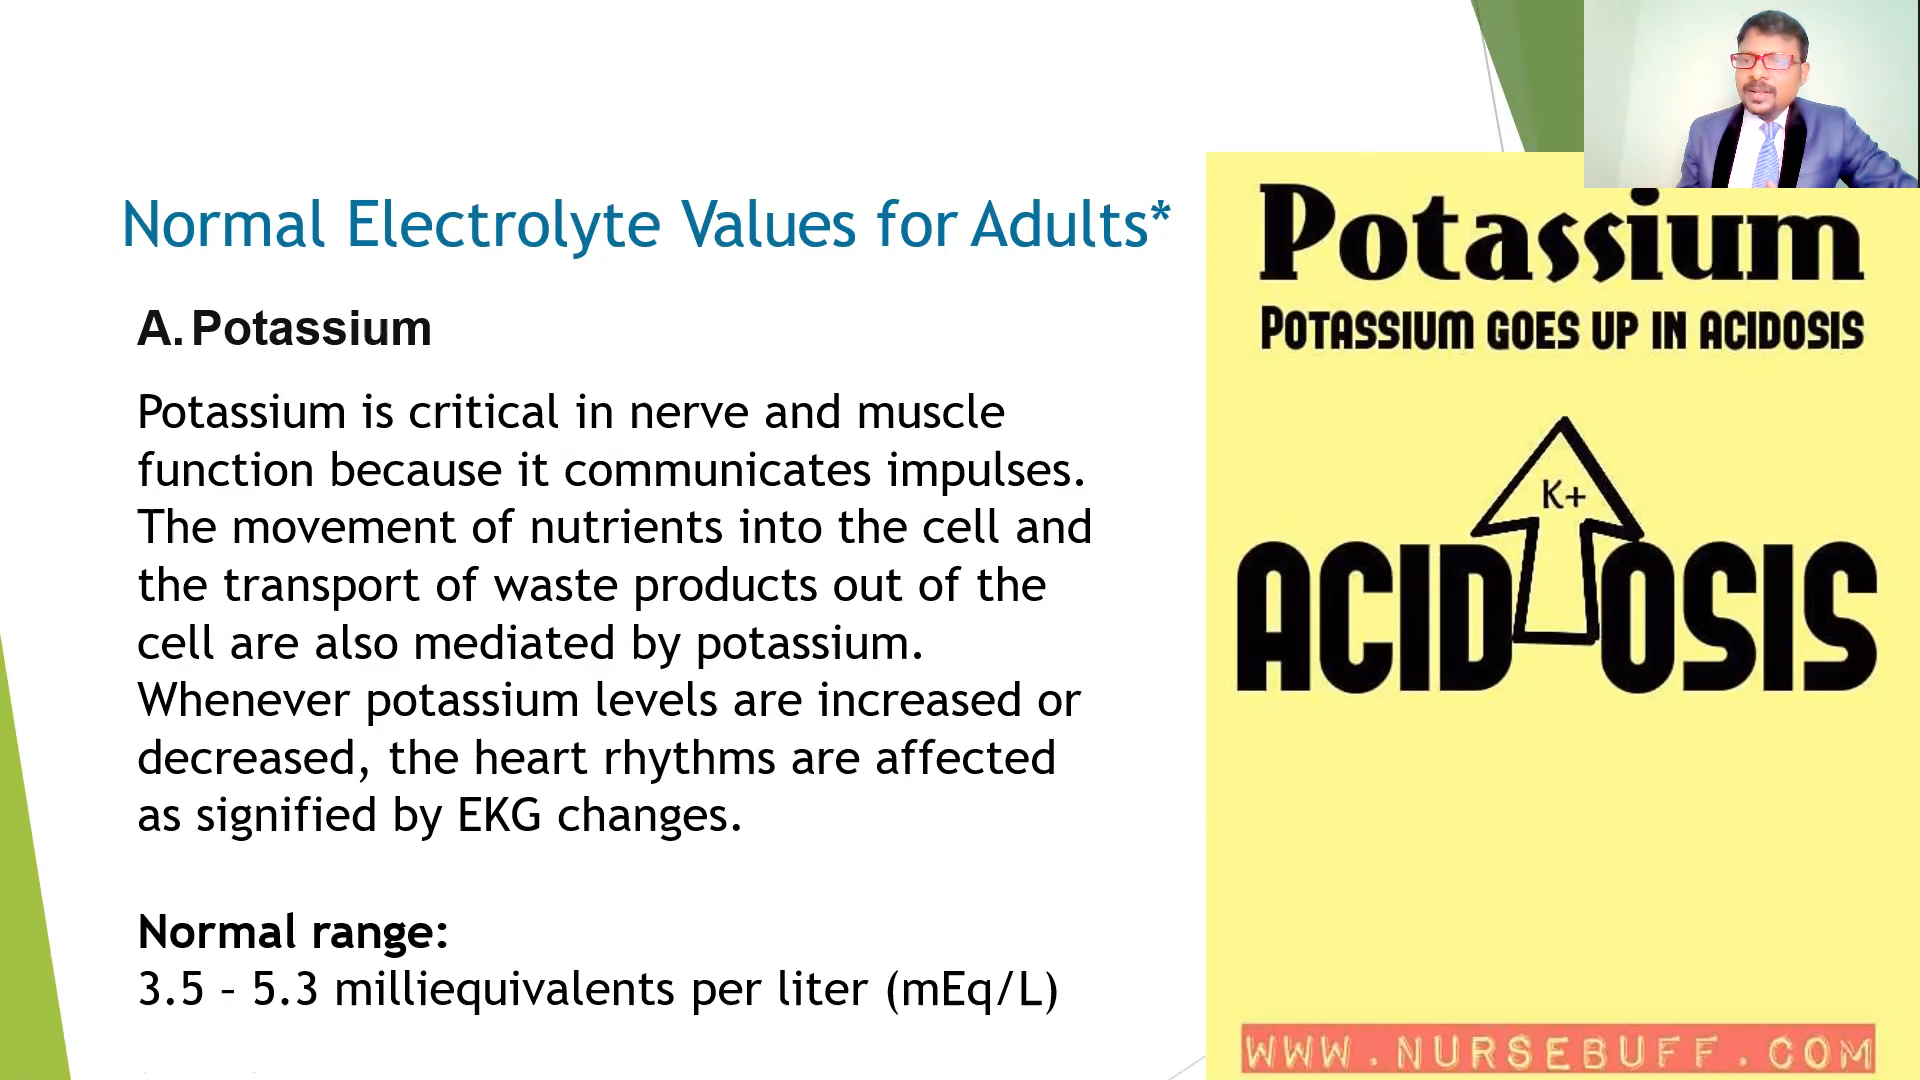 Normal Electrolyte Values for Adults*
A. Potassium
Potassium is critical in nerve and muscle
function because it communicates impulses.
The movement of nutrients into the cell and
the transport of waste products out of the
cell are also mediated by potassium.
Whenever potassium levels are increased or
decreased, the heart rhythms are affected
as signified by EKG changes.
Normal range:
3.5 – 5.3 milliequivalents per liter (mEq/L)
Potassium
POTASSIUM GOES UP IN ACIDOSIS
K+
ACID OSIS
WWW.NURSEBUFF.COM